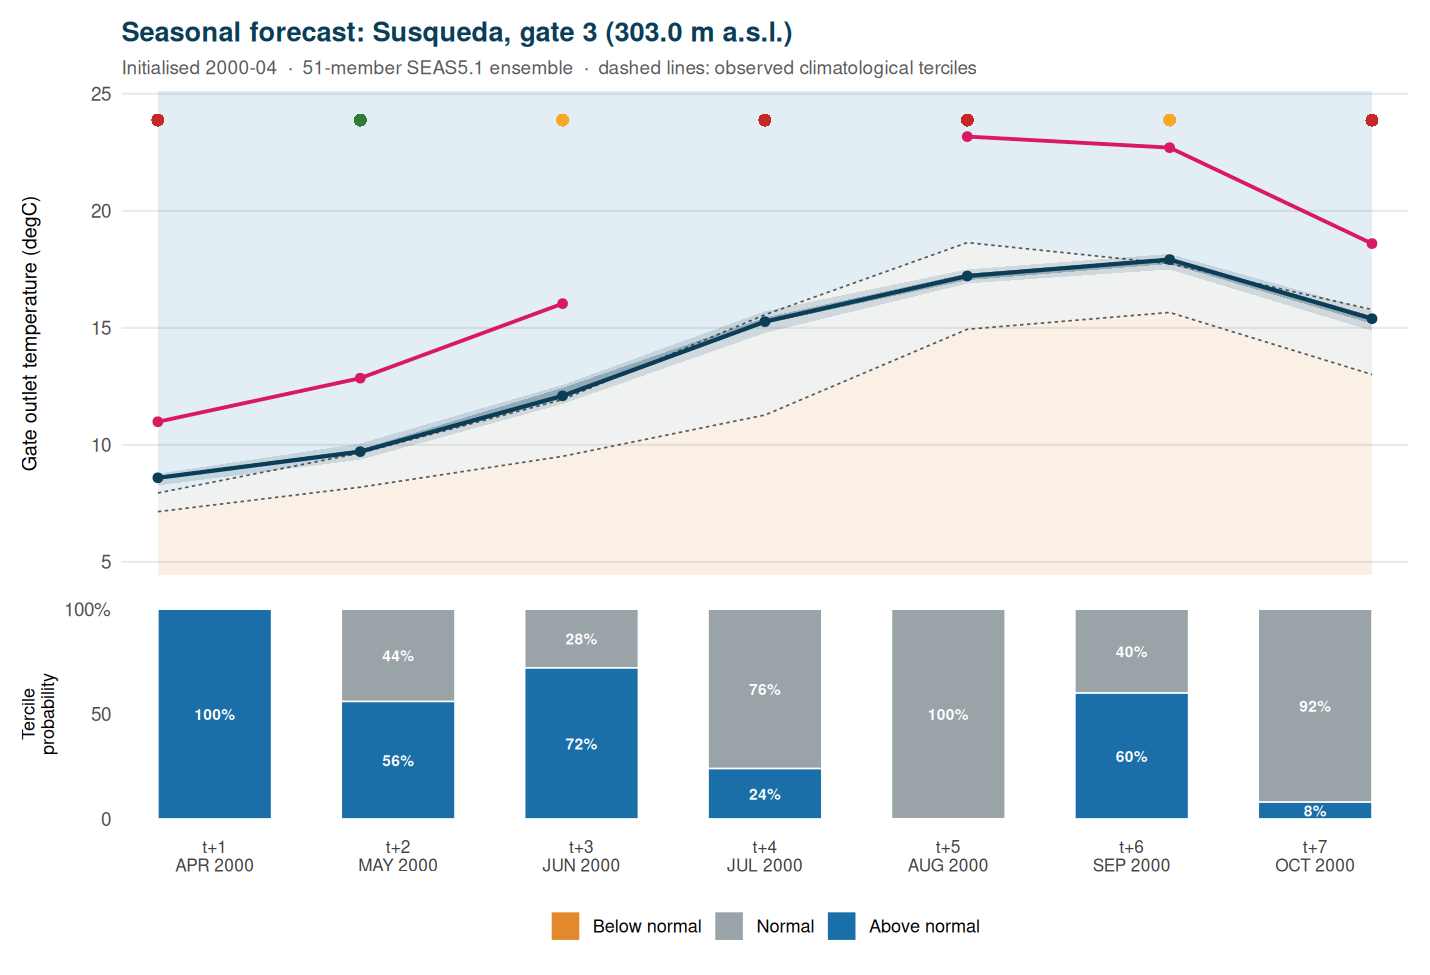 Seasonal forecast: Susqueda, gate 3 (303.0 m a.s.l.)
Initialised 2000-04 · 51-member SEAS5.1 ensemble · dashed lines: observed climatological terciles
Gate outlet temperature (degC)
25
20
15
10
5
Tercile
probability
100%
50
0
100%
44%
56%
28%
72%
76%
24%
100%
40%
60%
92%
8%
t+1
APR 2000
t+2
MAY 2000
t+3
JUN 2000
t+4
JUL 2000
t+5
AUG 2000
t+6
SEP 2000
t+7
OCT 2000
Below normal
Normal
Above normal